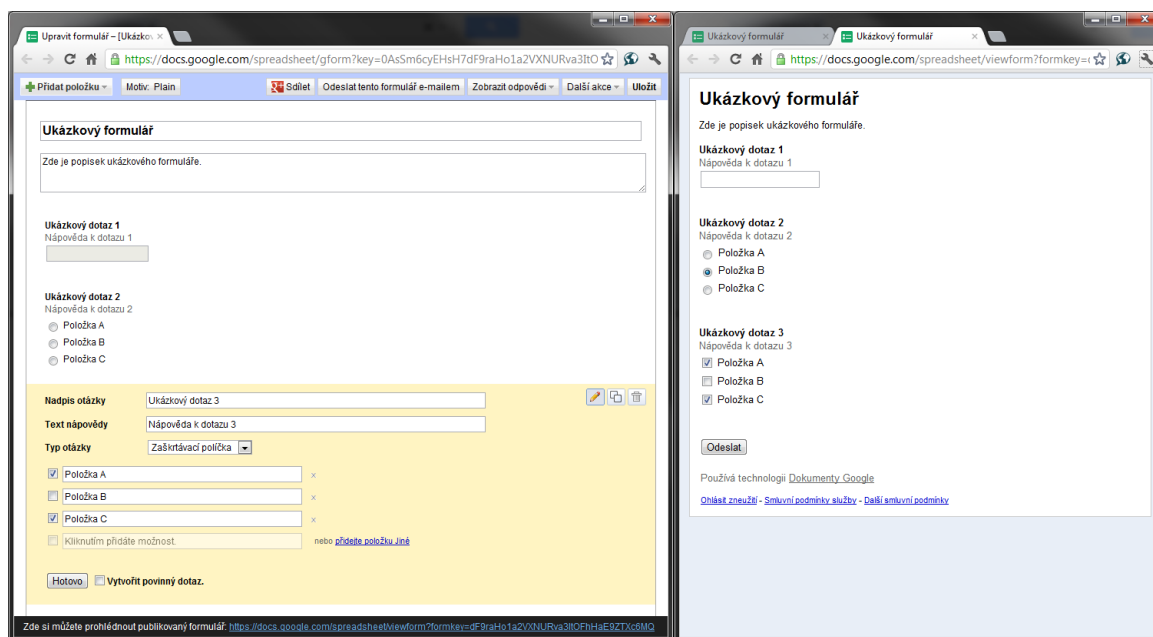 Upravit formulář – [Ukázkov
https://docs.google.com/spreadsheet/gform?key=0AsSm6cyEHsH7dF9raHo1a2VXNURva3ItO
Přidat položku
Motiv: Plain
Sdílet
Odeslat tento formulář e-mailem
Zobrazit odpovědi
Další akce
Uložit
Ukázkový formulář
Zde je popisek ukázkového formuláře.
Ukázkový dotaz 1
Nápověda k dotazu 1
Ukázkový dotaz 2
Nápověda k dotazu 2
Položka A
Položka B
Položka C
Nadpis otázky
Ukázkový dotaz 3
Text nápovědy
Nápověda k dotazu 3
Typ otázky
Zaškrtávací políčka
Položka A
x
Položka B
x
Položka C
x
Kliknutím přidáte možnost.
nebo přidejte položku Jiné
Hotovo
Vytvořit povinný dotaz.
Zde si můžete prohlédnout publikovaný formulář: https://docs.google.com/spreadsheet/viewform?formkey=dF9raHo1a2VXNURva3ItOFhHaE9ZTXc6MQ
Ukázkový formulář
Ukázkový formulář
https://docs.google.com/spreadsheet/viewform?formkey=
Ukázkový formulář
Zde je popisek ukázkového formuláře.
Ukázkový dotaz 1
Nápověda k dotazu 1
Ukázkový dotaz 2
Nápověda k dotazu 2
Položka A
Položka B
Položka C
Ukázkový dotaz 3
Nápověda k dotazu 3
Položka A
Položka B
Položka C
Odeslat
Používá technologii Dokumenty Google
Ohlásit zneužití - Smluvní podmínky služby - Další smluvní podmínky